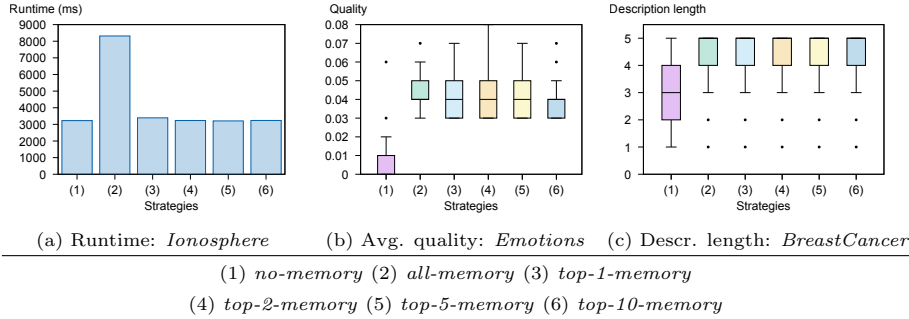 Runtime (ms)
9000
8000
7000
6000
5000
4000
3000
2000
1000
0
(1) (2) (3) (4) (5) (6)
Strategies
(a) Runtime: Ionosphere
Quality
0.08
0.07
0.06
0.05
0.04
0.03
0.02
0.01
0
(1) (2) (3) (4) (5) (6)
Strategies
(b) Avg. quality: Emotions
Description length
5
4
3
2
1
0
(1) (2) (3) (4) (5) (6)
Strategies
(c) Descr. length: BreastCancer
(1) no-memory (2) all-memory (3) top-1-memory
(4) top-2-memory (5) top-5-memory (6) top-10-memory